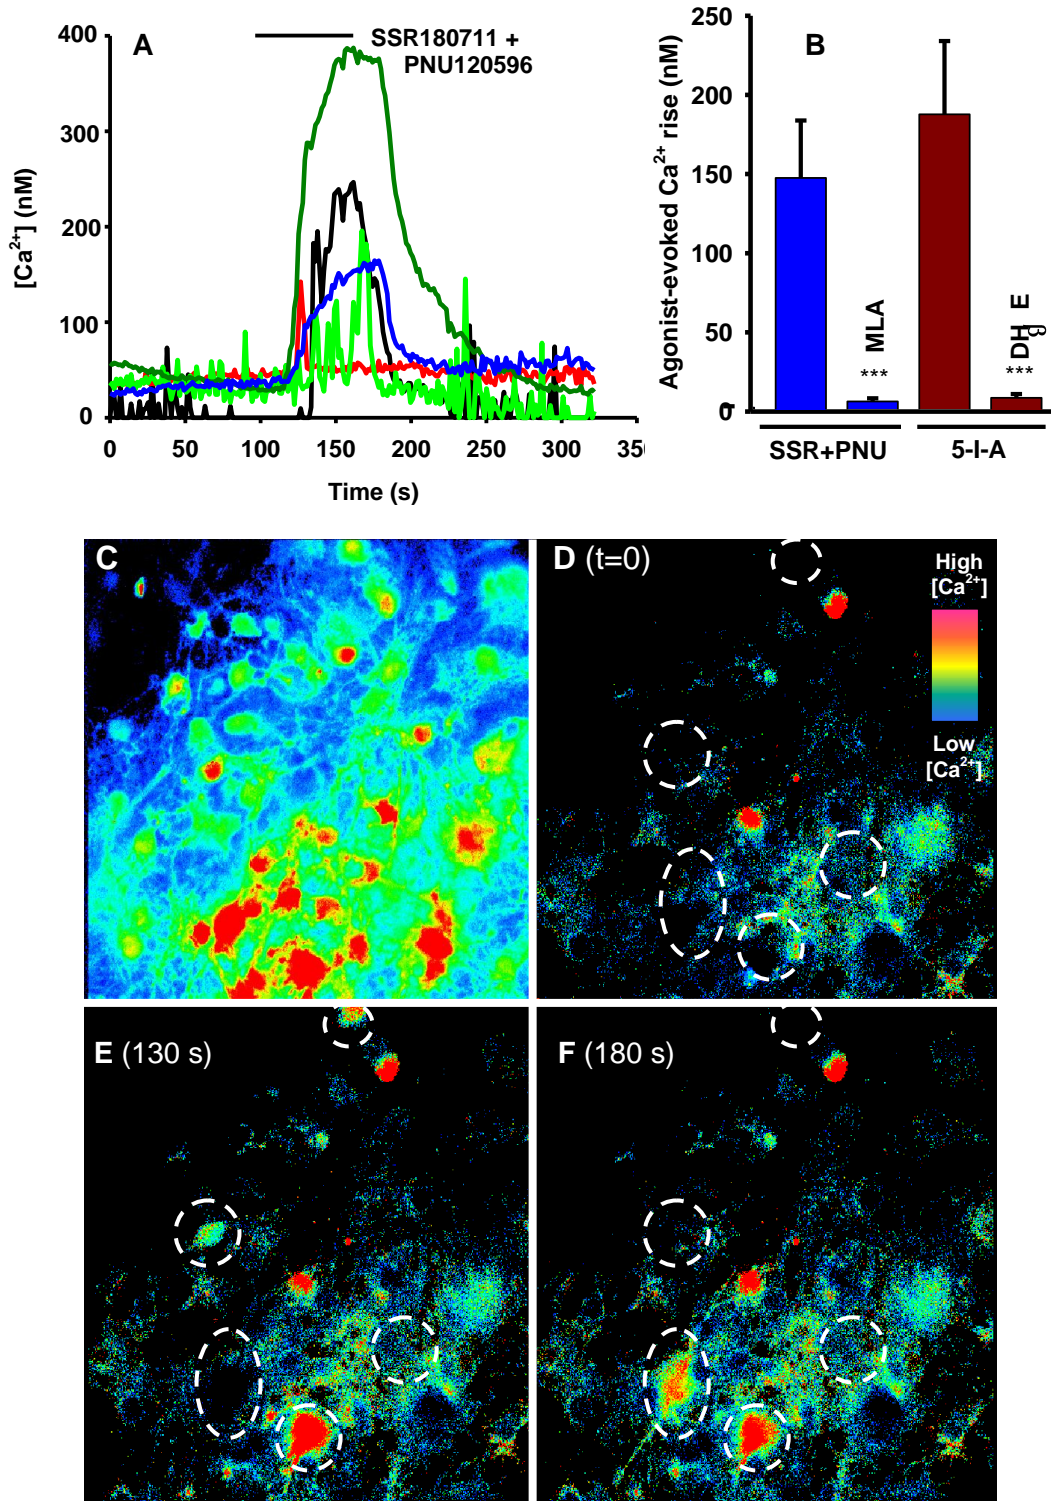 A
SSR180711 +
PNU120596
[Ca²⁺] (nM)
400
300
200
100
0
0
50
100
150
200
250
300
350
Time (s)
B
Agonist-evoked Ca²⁺ rise (nM)
250
200
150
100
50
0
MLA
***
DHβE
***
SSR+PNU
5-I-A
C
D (t=0)
High
[Ca²⁺]
Low
[Ca²⁺]
E (130 s)
F (180 s)